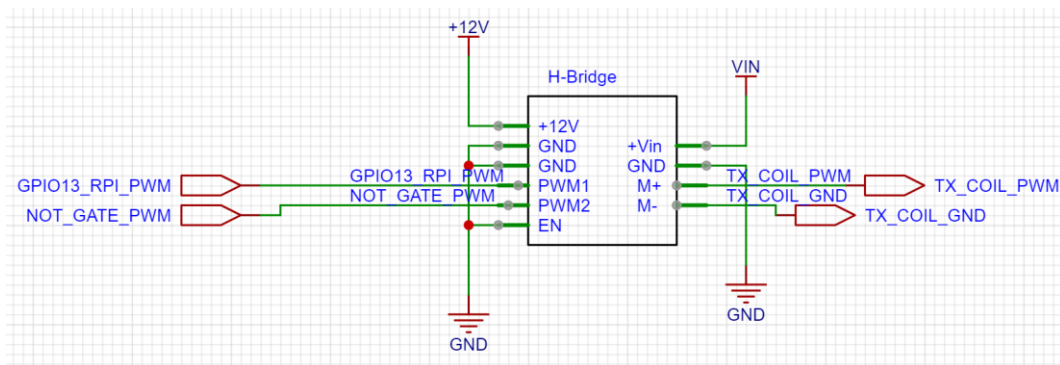 +12V
H-Bridge
VIN
+12V
GND
GND
PWM1
PWM2
EN
+Vin
GND
M+
M-
GPIO13_RPI_PWM
GPIO13_RPI_PWM
NOT_GATE_PWM
NOT_GATE_PWM
TX_COIL_PWM
TX_COIL_PWM
TX_COIL_GND
TX_COIL_GND
GND
GND